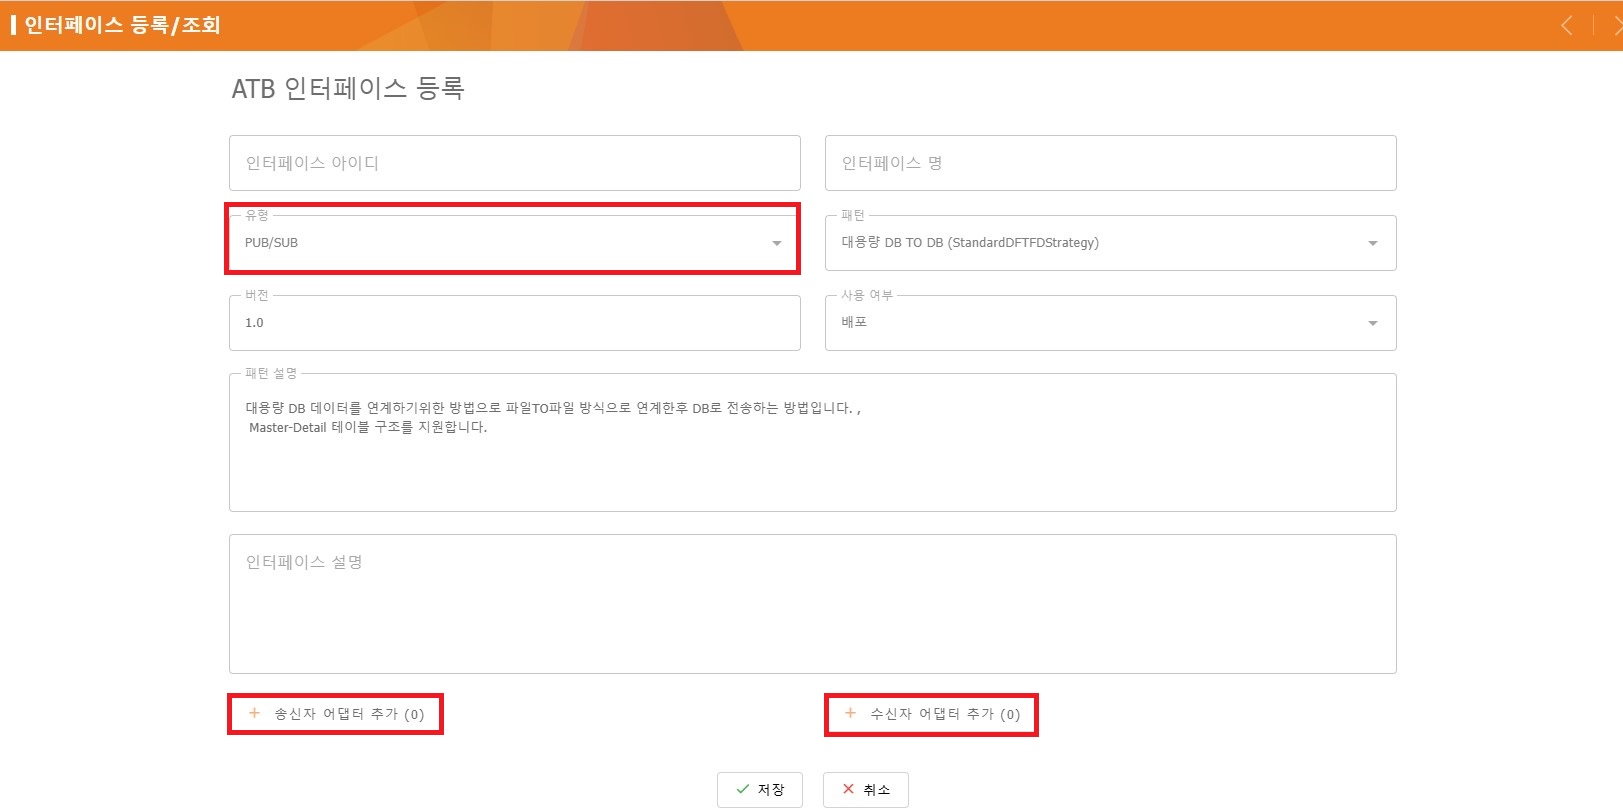 인터페이스 등록/조회
ATB 인터페이스 등록
인터페이스 아이디
인터페이스 명
유형
PUB/SUB
패턴
대용량 DB TO DB (StandardDFTFDStrategy)
버전
1.0
사용 여부
배포
패턴 설명
대용량 DB 데이터를 연계하기위한 방법으로 파일TO파일 방식으로 연계한후 DB로 전송하는 방법입니다. ,
Master-Detail 테이블 구조를 지원합니다.
인터페이스 설명
+ 송신자 어댑터 추가 (0)
+ 수신자 어댑터 추가 (0)
저장
취소